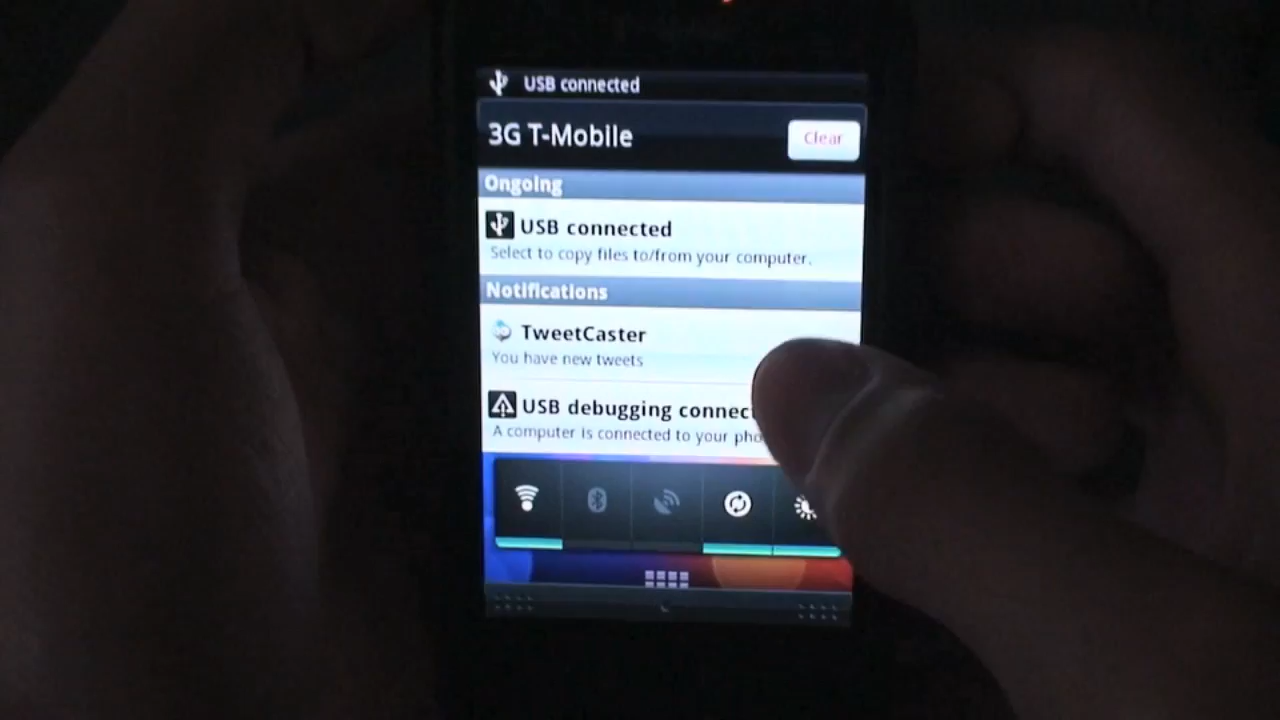 USB connected
3G T-Mobile
Clear
Ongoing
USB connected
Select to copy files to/from your computer.
Notifications
TweetCaster
You have new tweets
USB debugging connect
A computer is connected to your pho